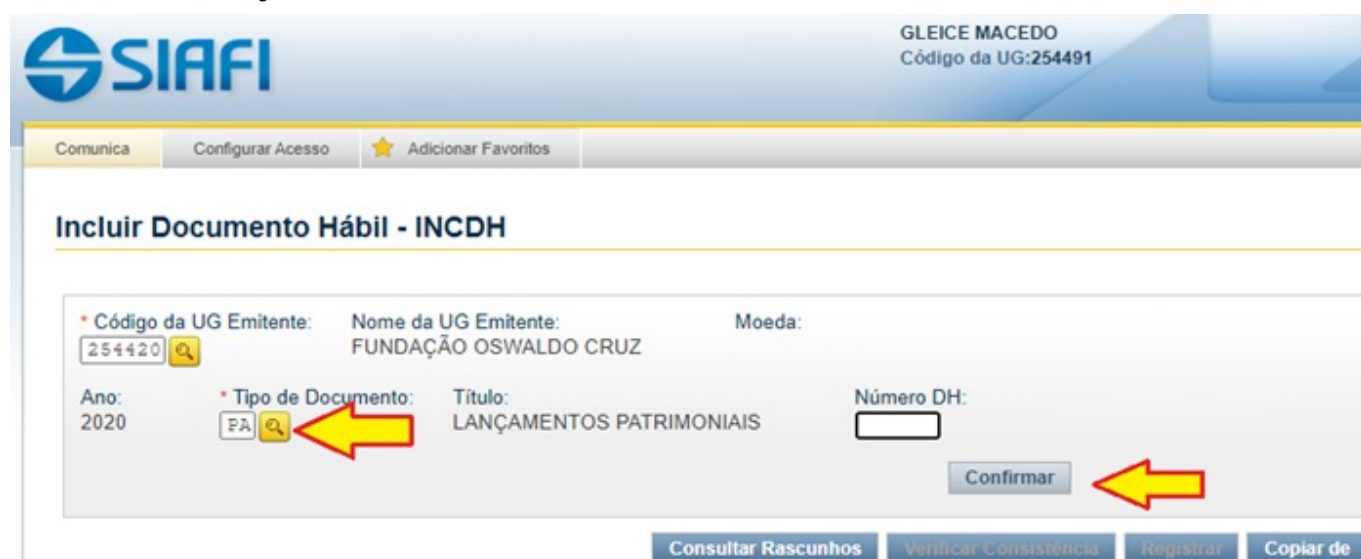 SIAFI
GLEICE MACEDO
Código da UG:254491
Comunica Configurar Acesso Adicionar Favoritos
Incluir Documento Hábil - INCDH
* Código da UG Emitente: Nome da UG Emitente: Moeda:
254420 FUNDAÇÃO OSWALDO CRUZ
Ano: * Tipo de Documento: Título: Número DH:
2020 PA LANÇAMENTOS PATRIMONIAIS
Confirmar
Consultar Rascunhos Verificar Consistência Registrar Copiar de